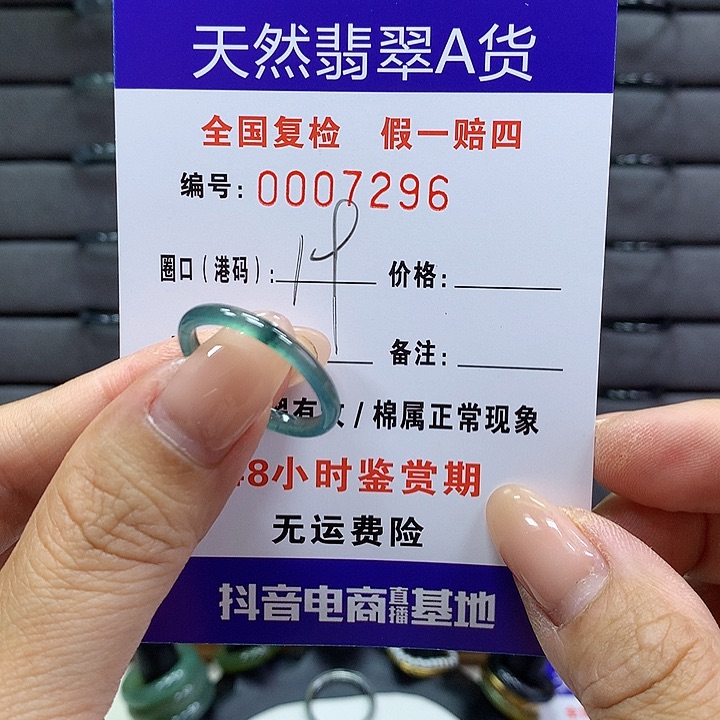 天然翡翠A货
全国复检 假一赔四
编号: 0007296
圈口(港码): 19 价格:
备注:
有纹/棉属正常现象
48小时鉴赏期
无运费险
抖音电商直播基地